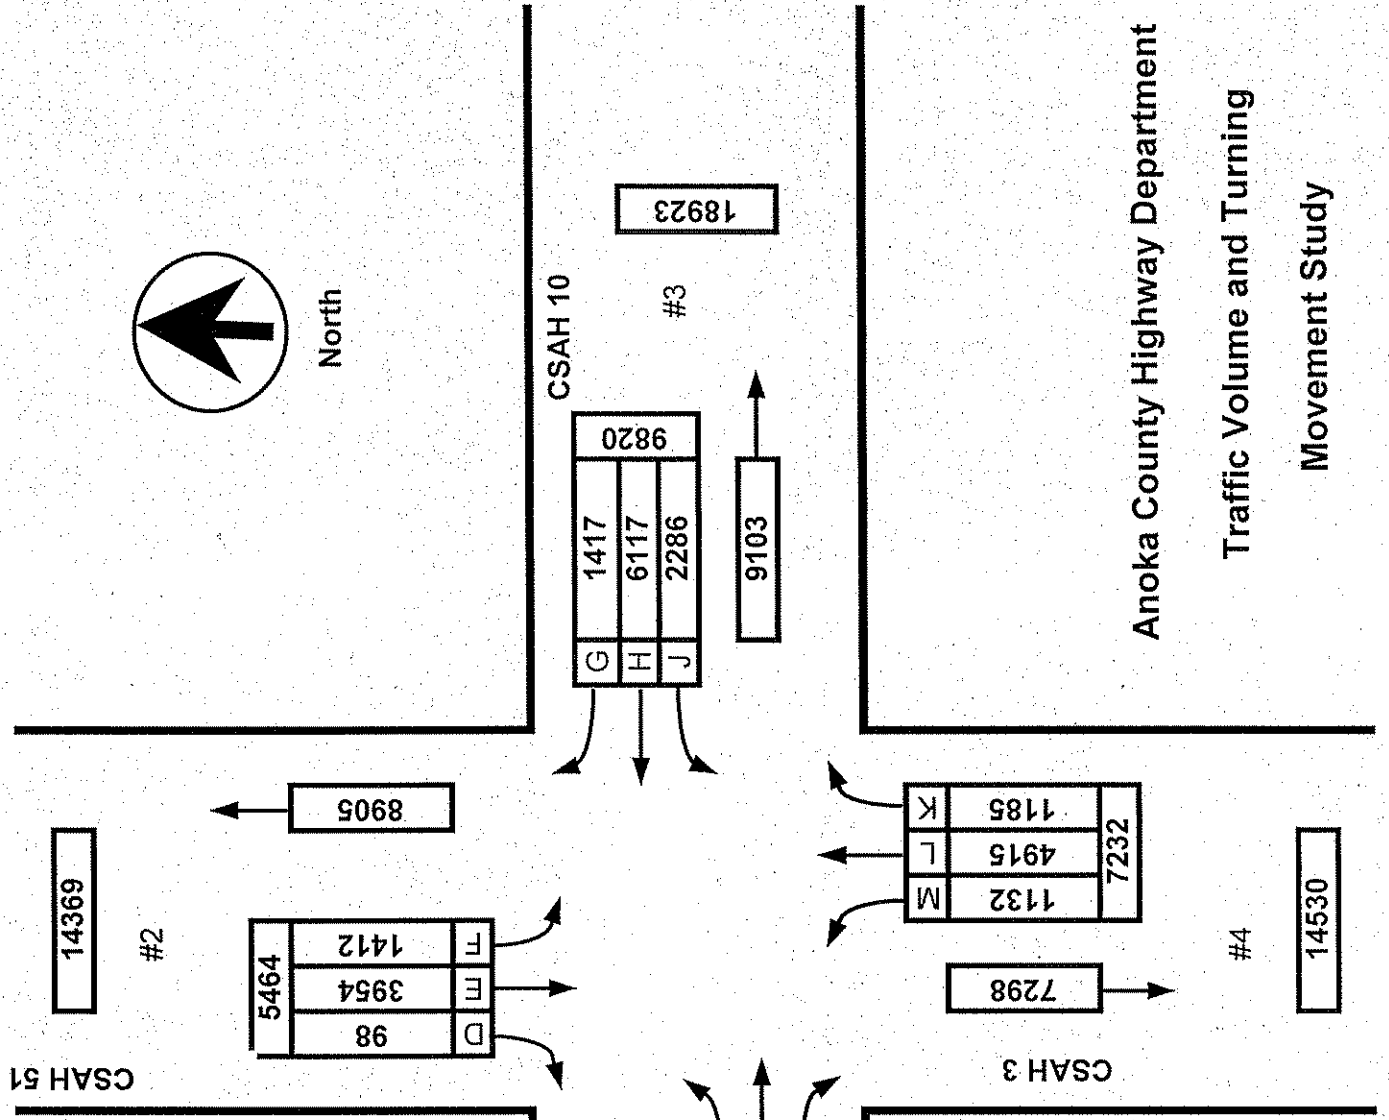 CSAH 51
14369
#2
5464
D 98
E 3954
F 1412
8905
North
CSAH 10
G 1417
H 6117
J 2286
9820
9103
#3
18923
K 1185
L 4915
M 1132
7232
7298
CSAH 3
#4
14530
Anoka County Highway Department
Traffic Volume and Turning
Movement Study